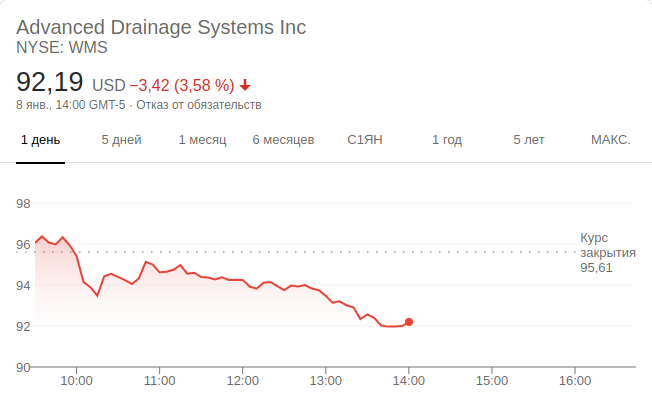 Advanced Drainage Systems Inc
NYSE: WMS
92,19 USD −3,42 (3,58 %) ↓
8 янв., 14:00 GMT-5 · Отказ от обязательств
1 день 5 дней 1 месяц 6 месяцев С1ЯН 1 год 5 лет МАКС.
98
96
94
92
90
Курс
закрытия
95,61
10:00 11:00 12:00 13:00 14:00 15:00 16:00